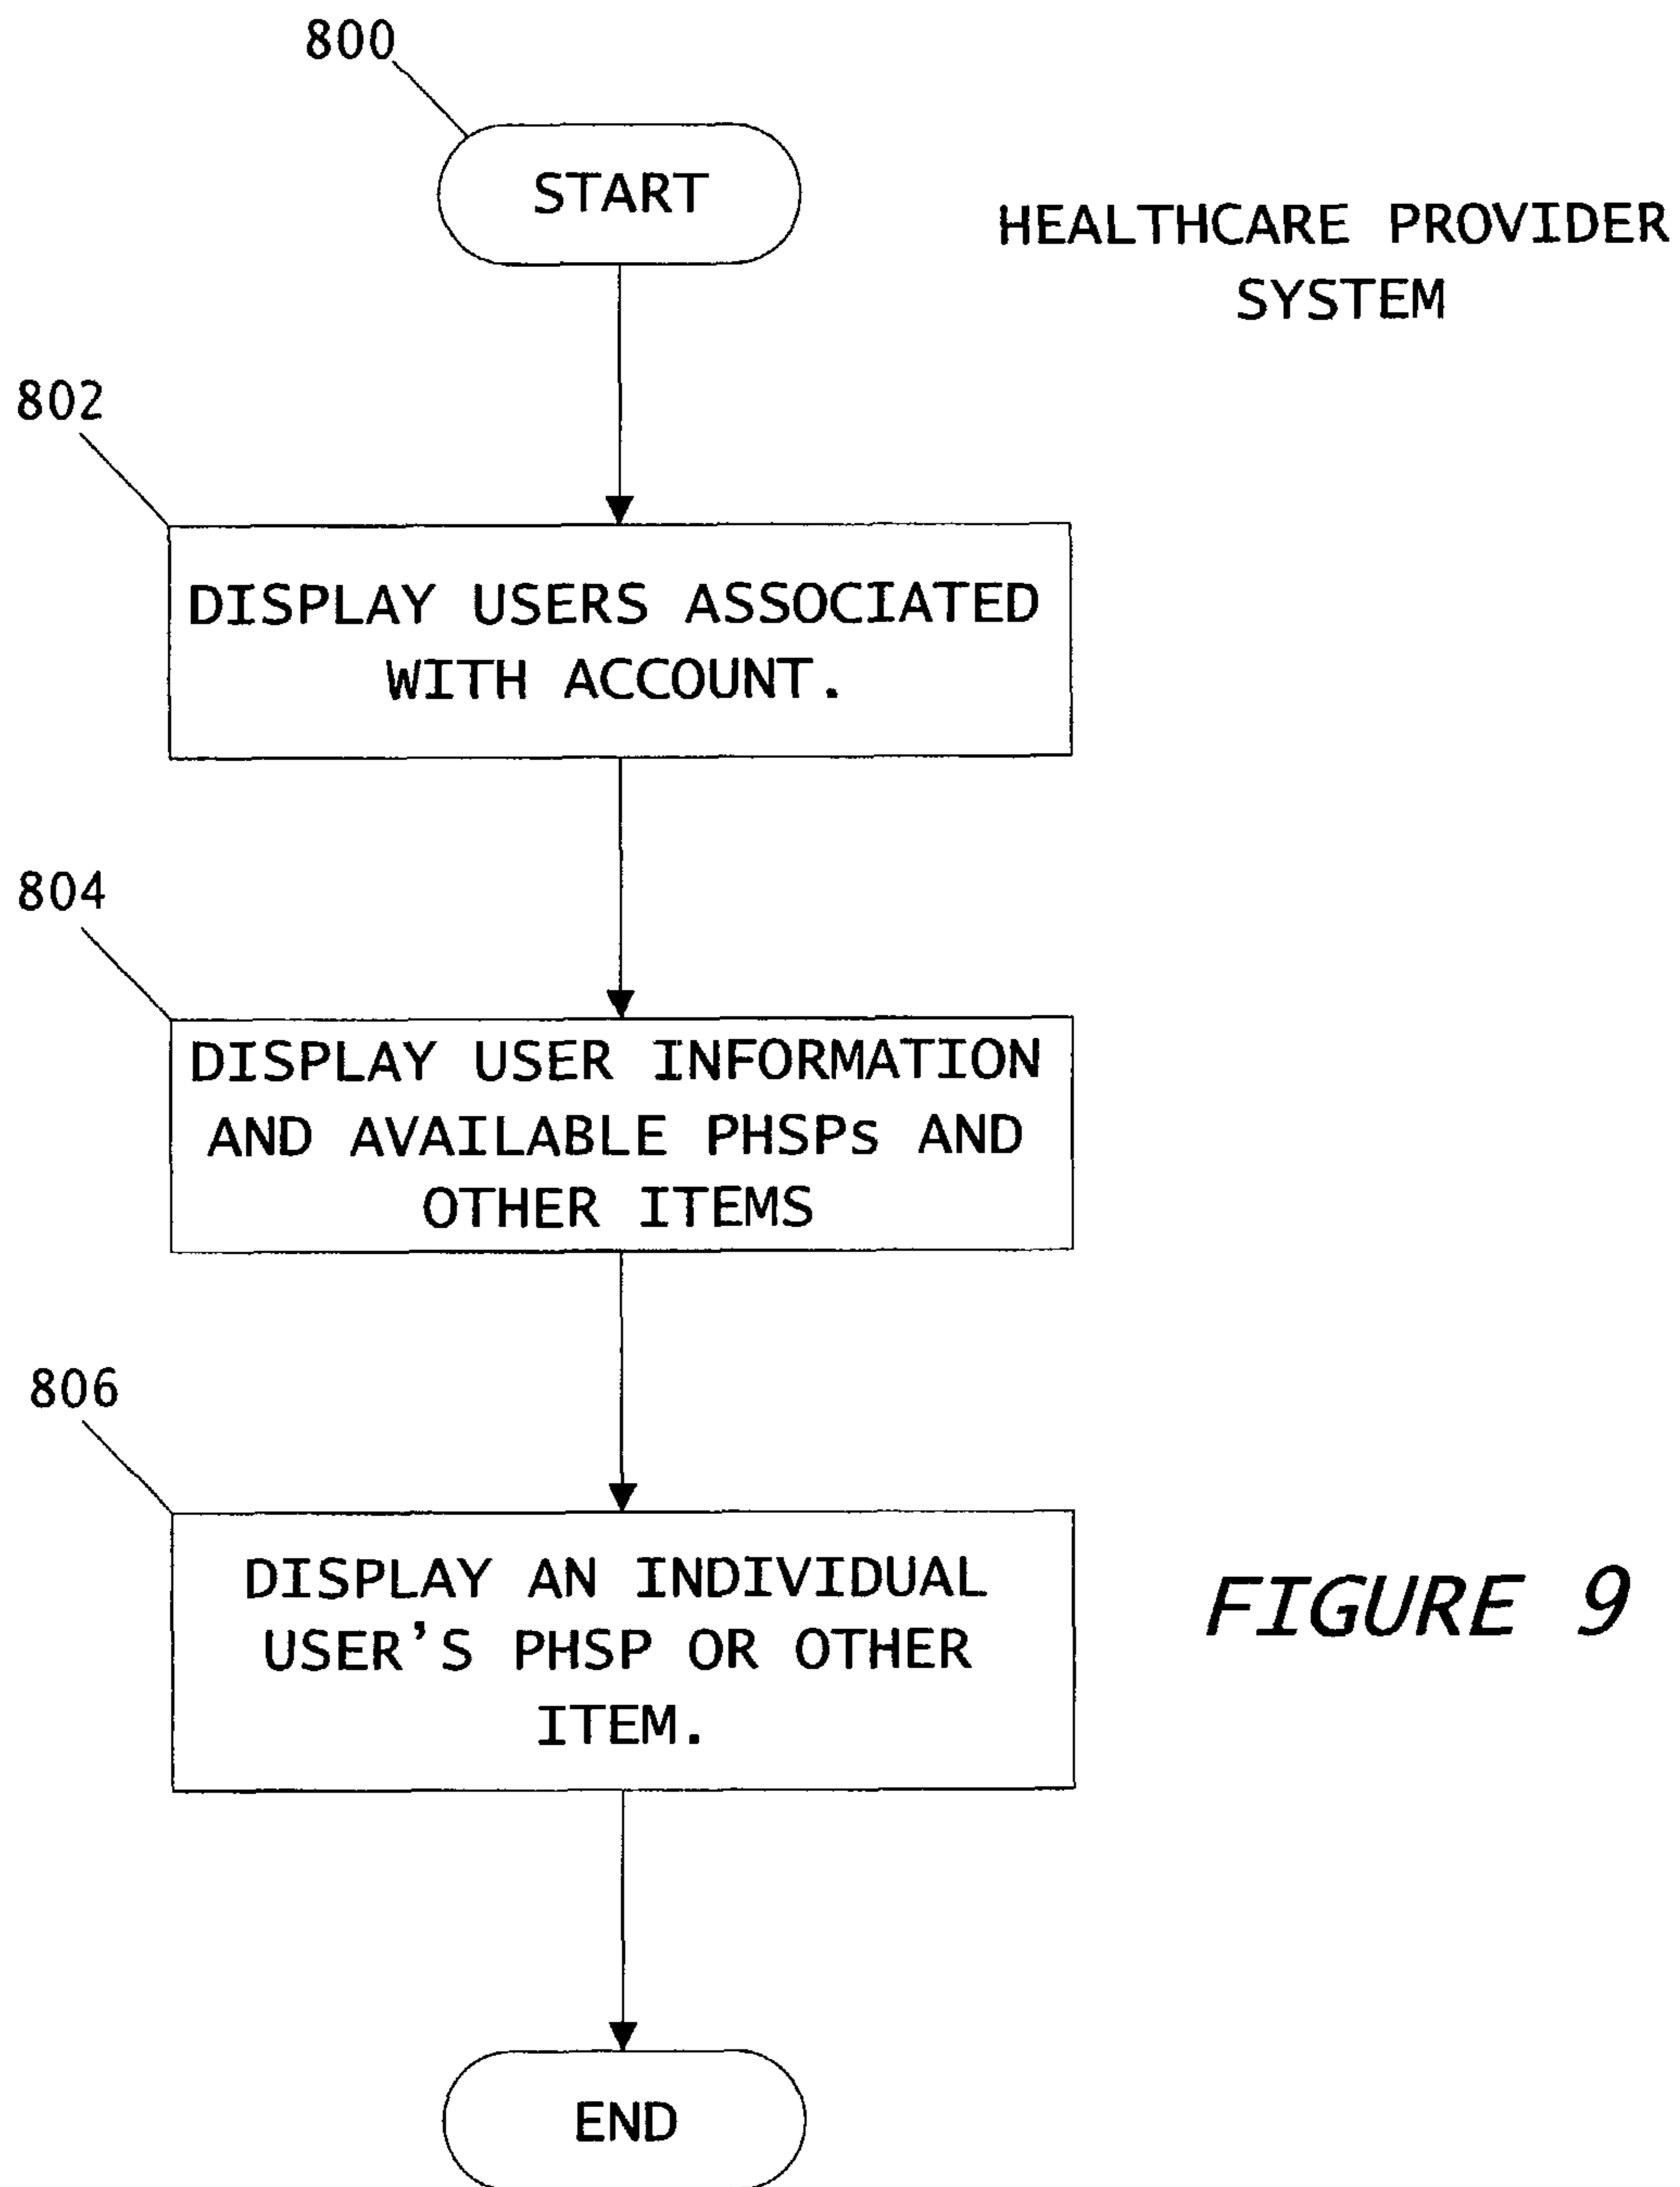 800
START
HEALTHCARE PROVIDER
SYSTEM
802
DISPLAY USERS ASSOCIATED
WITH ACCOUNT.
804
DISPLAY USER INFORMATION
AND AVAILABLE PHSPs AND
OTHER ITEMS
806
DISPLAY AN INDIVIDUAL
USER'S PHSP OR OTHER
ITEM.
FIGURE 9
END